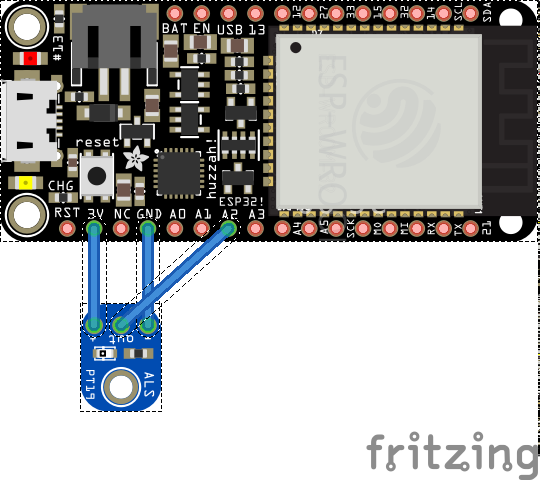 BAT EN USB 13 12 27 33 15 32 14 SCL SDA
#13
ESP-WRO
reset
huzzah!
CHG
ESP32!
RST 3V NC GND A0 A1 A2 A3 A4 A5 SCK MO MI RX TX 21
+ out -
PT19 ALS
fritzing